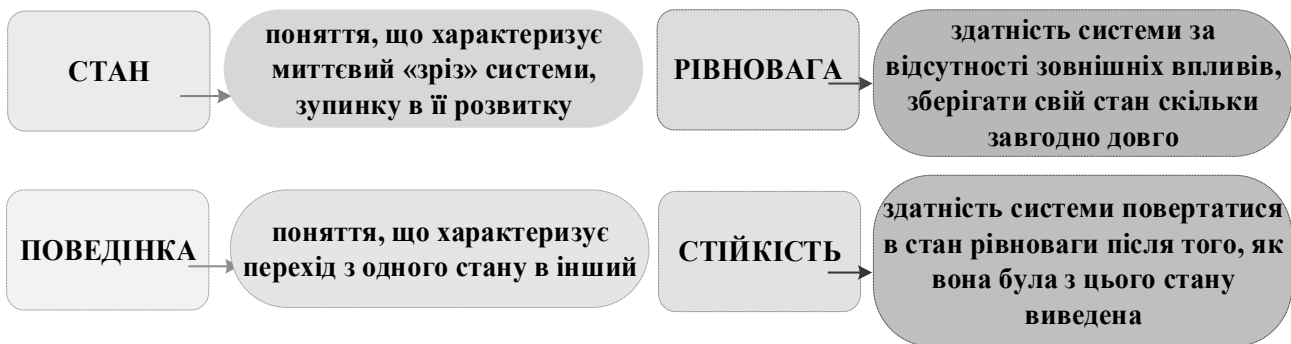 СТАН
поняття, що характеризує
миттєвий «зріз» системи,
зупинку в її розвитку
РІВНОВАГА
здатність системи за
відсутності зовнішніх впливів,
зберігати свій стан скільки
завгодно довго
ПОВЕДІНКА
поняття, що характеризує
перехід з одного стану в інший
СТІЙКІСТЬ
здатність системи повертатися
в стан рівноваги після того, як
вона була з цього стану
виведена